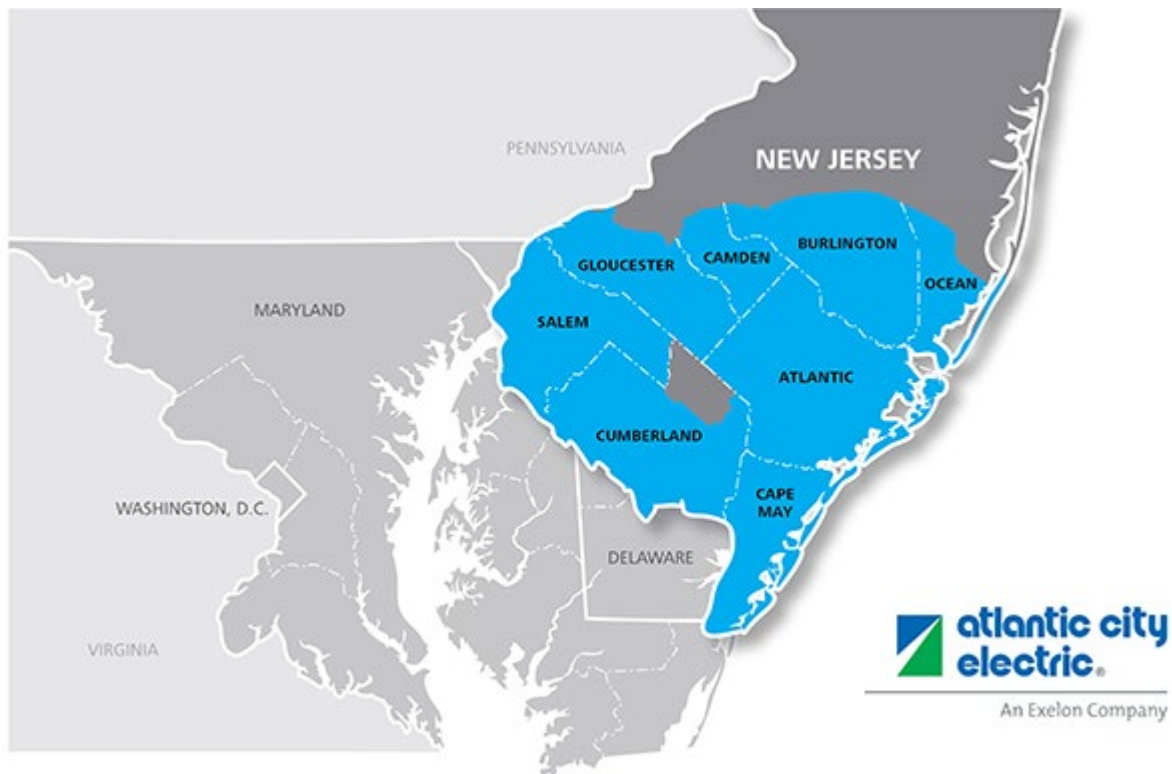 PENNSYLVANIA
NEW JERSEY
BURLINGTON
CAMDEN
GLOUCESTER
OCEAN
MARYLAND
SALEM
ATLANTIC
CUMBERLAND
CAPE
MAY
WASHINGTON, D.C.
DELAWARE
VIRGINIA
atlantic city
electric®
An Exelon Company